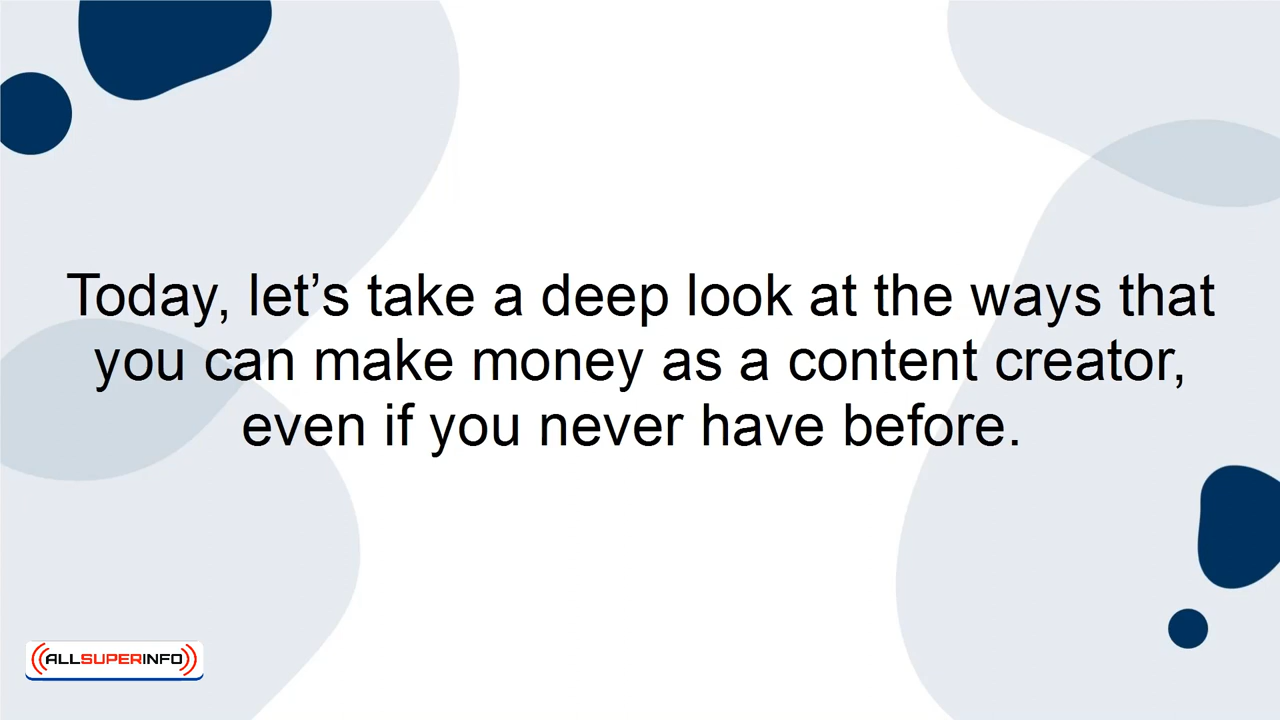 Today, let’s take a deep look at the ways that
you can make money as a content creator,
even if you never have before.
ALLSUPERINFO